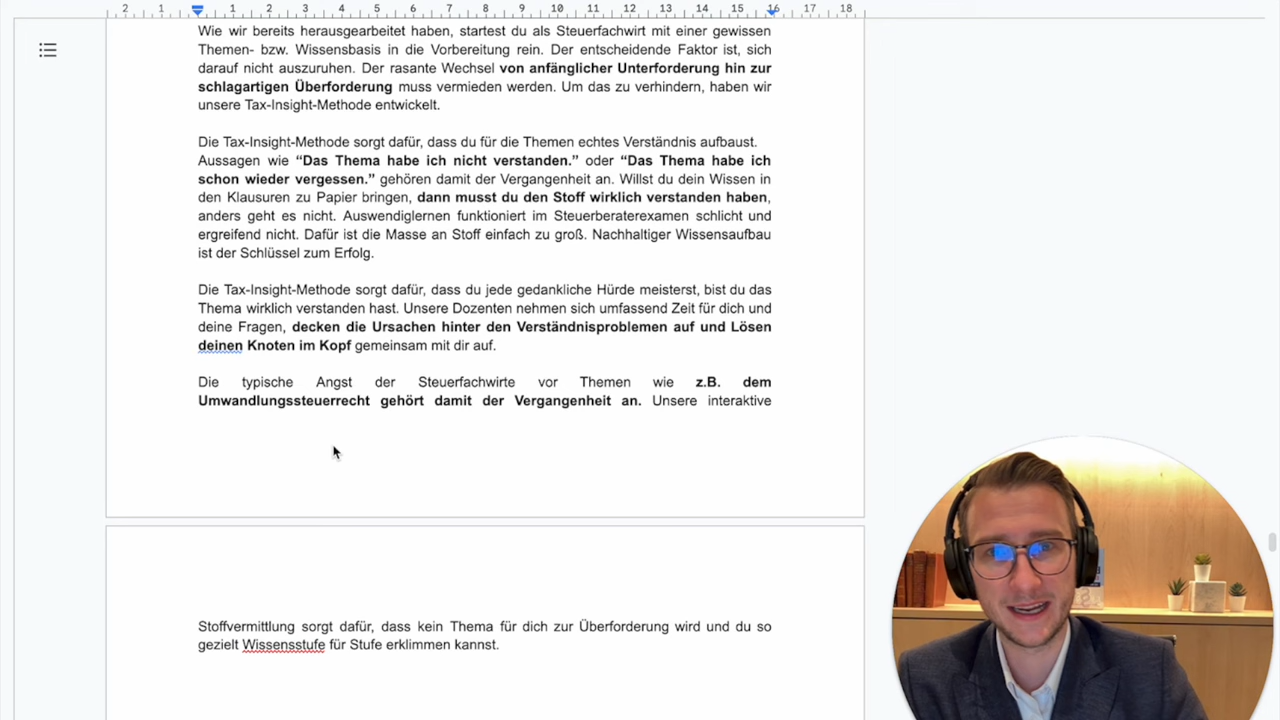 2 1 1 2 3 4 5 6 7 8 9 10 11 12 13 14 15 16 17 18
Wie wir bereits herausgearbeitet haben, startest du als Steuerfachwirt mit einer gewissen
Themen- bzw. Wissensbasis in die Vorbereitung rein. Der entscheidende Faktor ist, sich
darauf nicht auszuruhen. Der rasante Wechsel von anfänglicher Unterforderung hin zur
schlagartigen Überforderung muss vermieden werden. Um das zu verhindern, haben wir
unsere Tax-Insight-Methode entwickelt.
Die Tax-Insight-Methode sorgt dafür, dass du für die Themen echtes Verständnis aufbaust.
Aussagen wie “Das Thema habe ich nicht verstanden.” oder “Das Thema habe ich
schon wieder vergessen.” gehören damit der Vergangenheit an. Willst du dein Wissen in
den Klausuren zu Papier bringen, dann musst du den Stoff wirklich verstanden haben,
anders geht es nicht. Auswendiglernen funktioniert im Steuerberaterexamen schlicht und
ergreifend nicht. Dafür ist die Masse an Stoff einfach zu groß. Nachhaltiger Wissensaufbau
ist der Schlüssel zum Erfolg.
Die Tax-Insight-Methode sorgt dafür, dass du jede gedankliche Hürde meisterst, bist du das
Thema wirklich verstanden hast. Unsere Dozenten nehmen sich umfassend Zeit für dich und
deine Fragen, decken die Ursachen hinter den Verständnisproblemen auf und Lösen
deinen Knoten im Kopf gemeinsam mit dir auf.
Die typische Angst der Steuerfachwirte vor Themen wie z.B. dem
Umwandlungssteuerrecht gehört damit der Vergangenheit an. Unsere interaktive
Stoffvermittlung sorgt dafür, dass kein Thema für dich zur Überforderung wird und du so
gezielt Wissensstufe für Stufe erklimmen kannst.